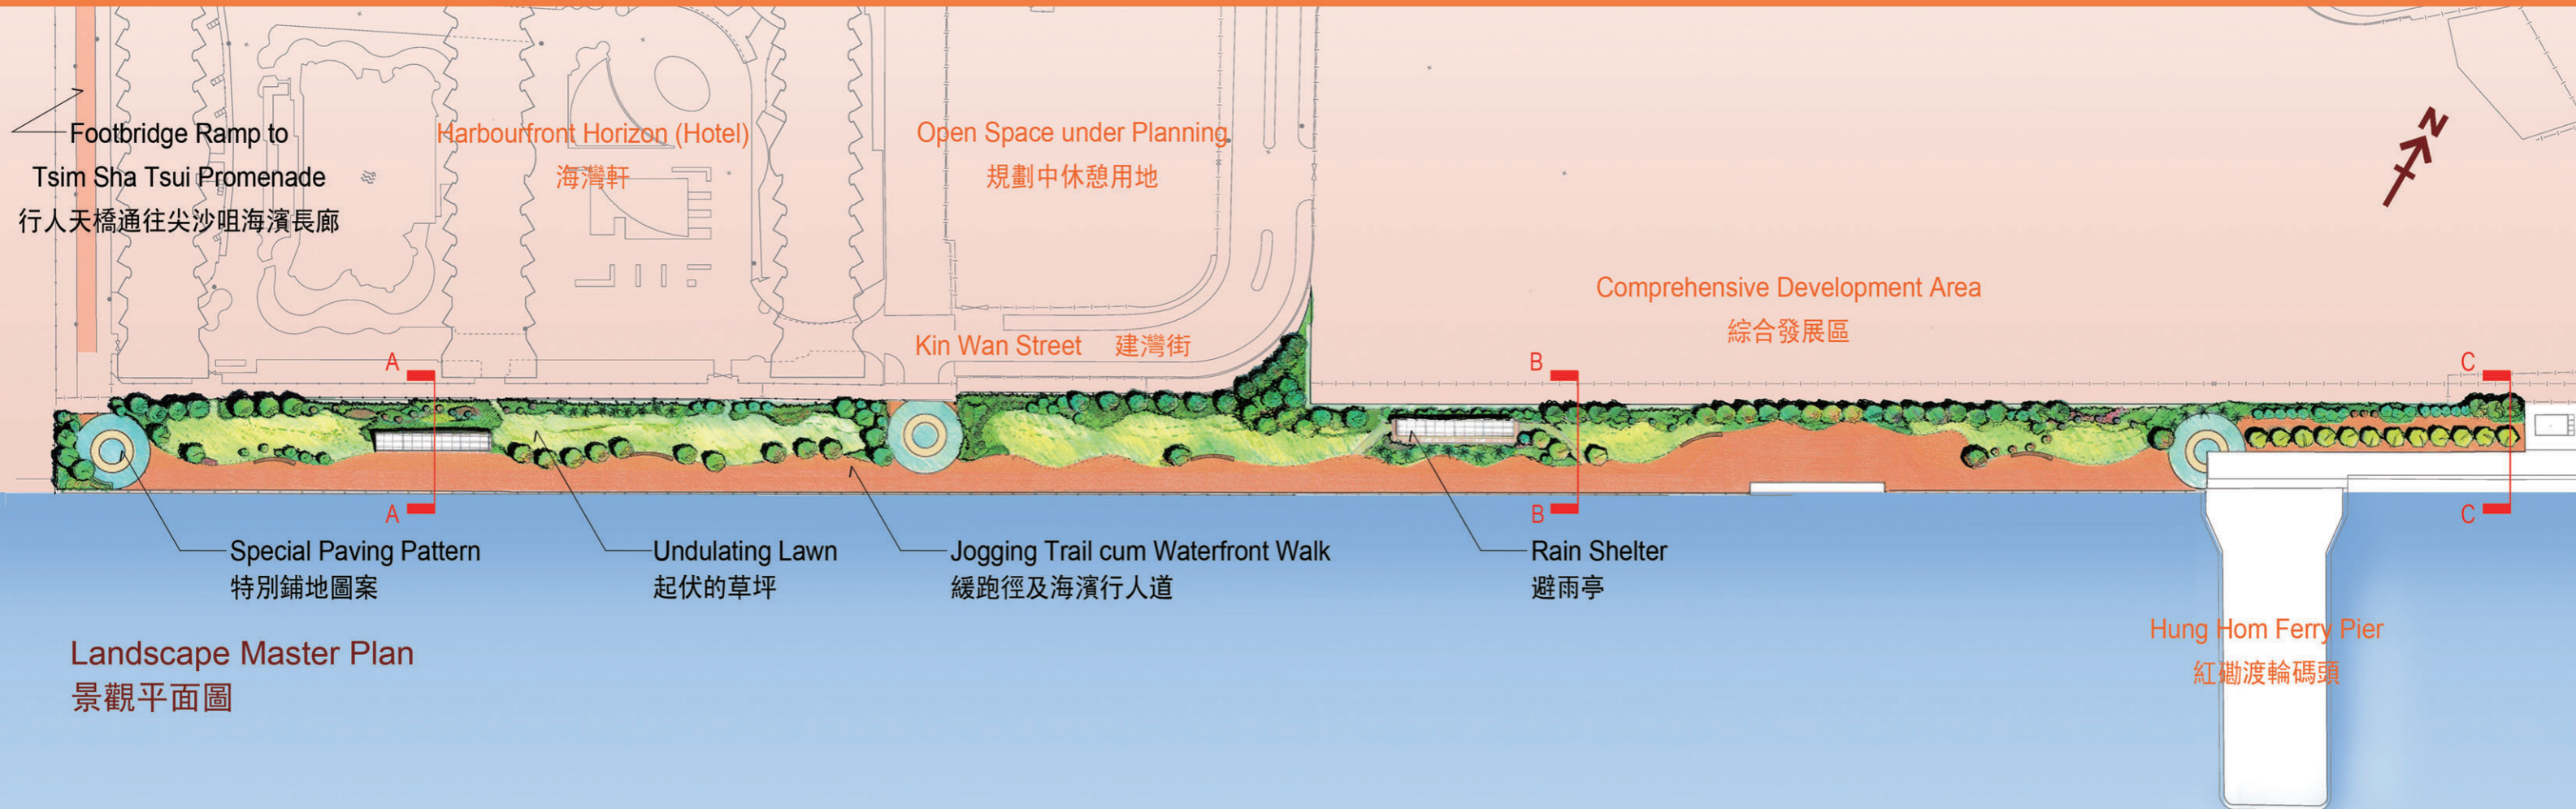 Footbridge Ramp to
Tsim Sha Tsui Promenade
行人天橋通往尖沙咀海濱長廊
Harbourfront Horizon (Hotel)
海灣軒
Open Space under Planning
規劃中休憩用地
N
Comprehensive Development Area
綜合發展區
Kin Wan Street 建灣街
A
B
C
A
B
C
Special Paving Pattern
特別鋪地圖案
Undulating Lawn
起伏的草坪
Jogging Trail cum Waterfront Walk
緩跑徑及海濱行人道
Rain Shelter
避雨亭
Hung Hom Ferry Pier
紅磡渡輪碼頭
Landscape Master Plan
景觀平面圖